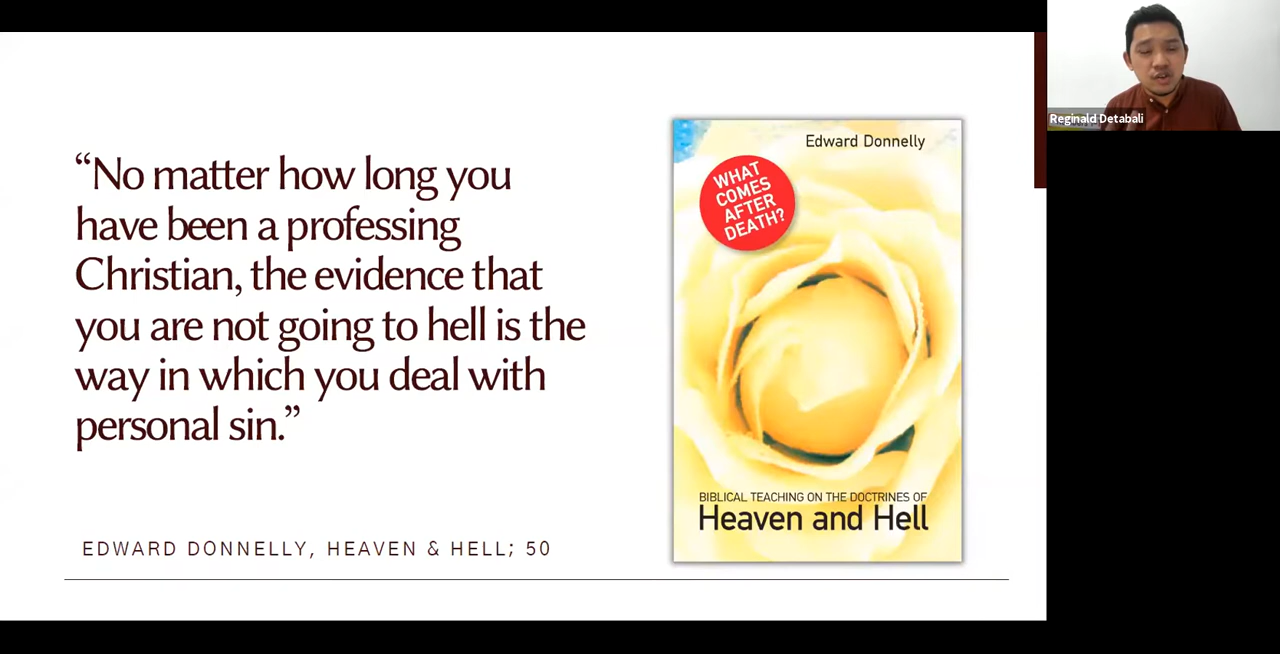 “No matter how long you
have been a professing
Christian, the evidence that
you are not going to hell is the
way in which you deal with
personal sin.”
EDWARD DONNELLY, HEAVEN & HELL; 50
Edward Donnelly
WHAT
COMES
AFTER
DEATH?
BIBLICAL TEACHING ON THE DOCTRINES OF
Heaven and Hell
Reginald Detabali